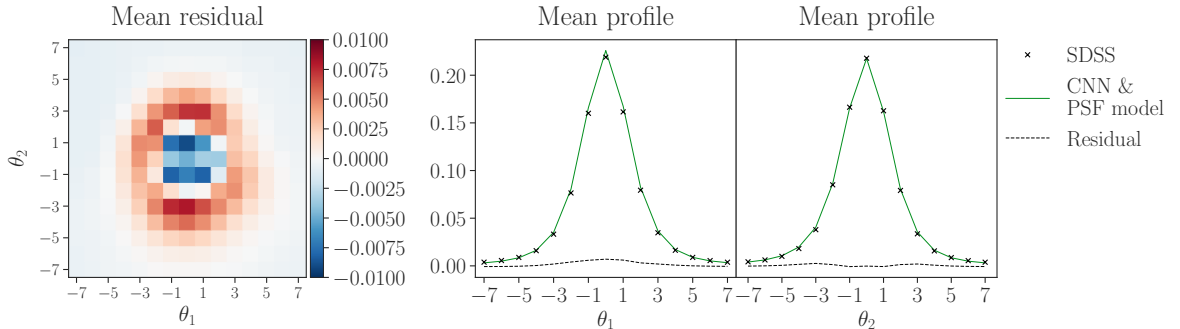 Mean residual
7
5
3
1
−1
−3
−5
−7
θ₂
−7 −5 −3 −1 1 3 5 7
θ₁
0.0100
0.0075
0.0050
0.0025
0.0000
−0.0025
−0.0050
−0.0075
−0.0100
Mean profile
0.20
0.15
0.10
0.05
0.00
−7 −5 −3 −1 1 3 5 7
θ₁
Mean profile
−7 −5 −3 −1 1 3 5 7
θ₂
SDSS
CNN &
PSF model
Residual